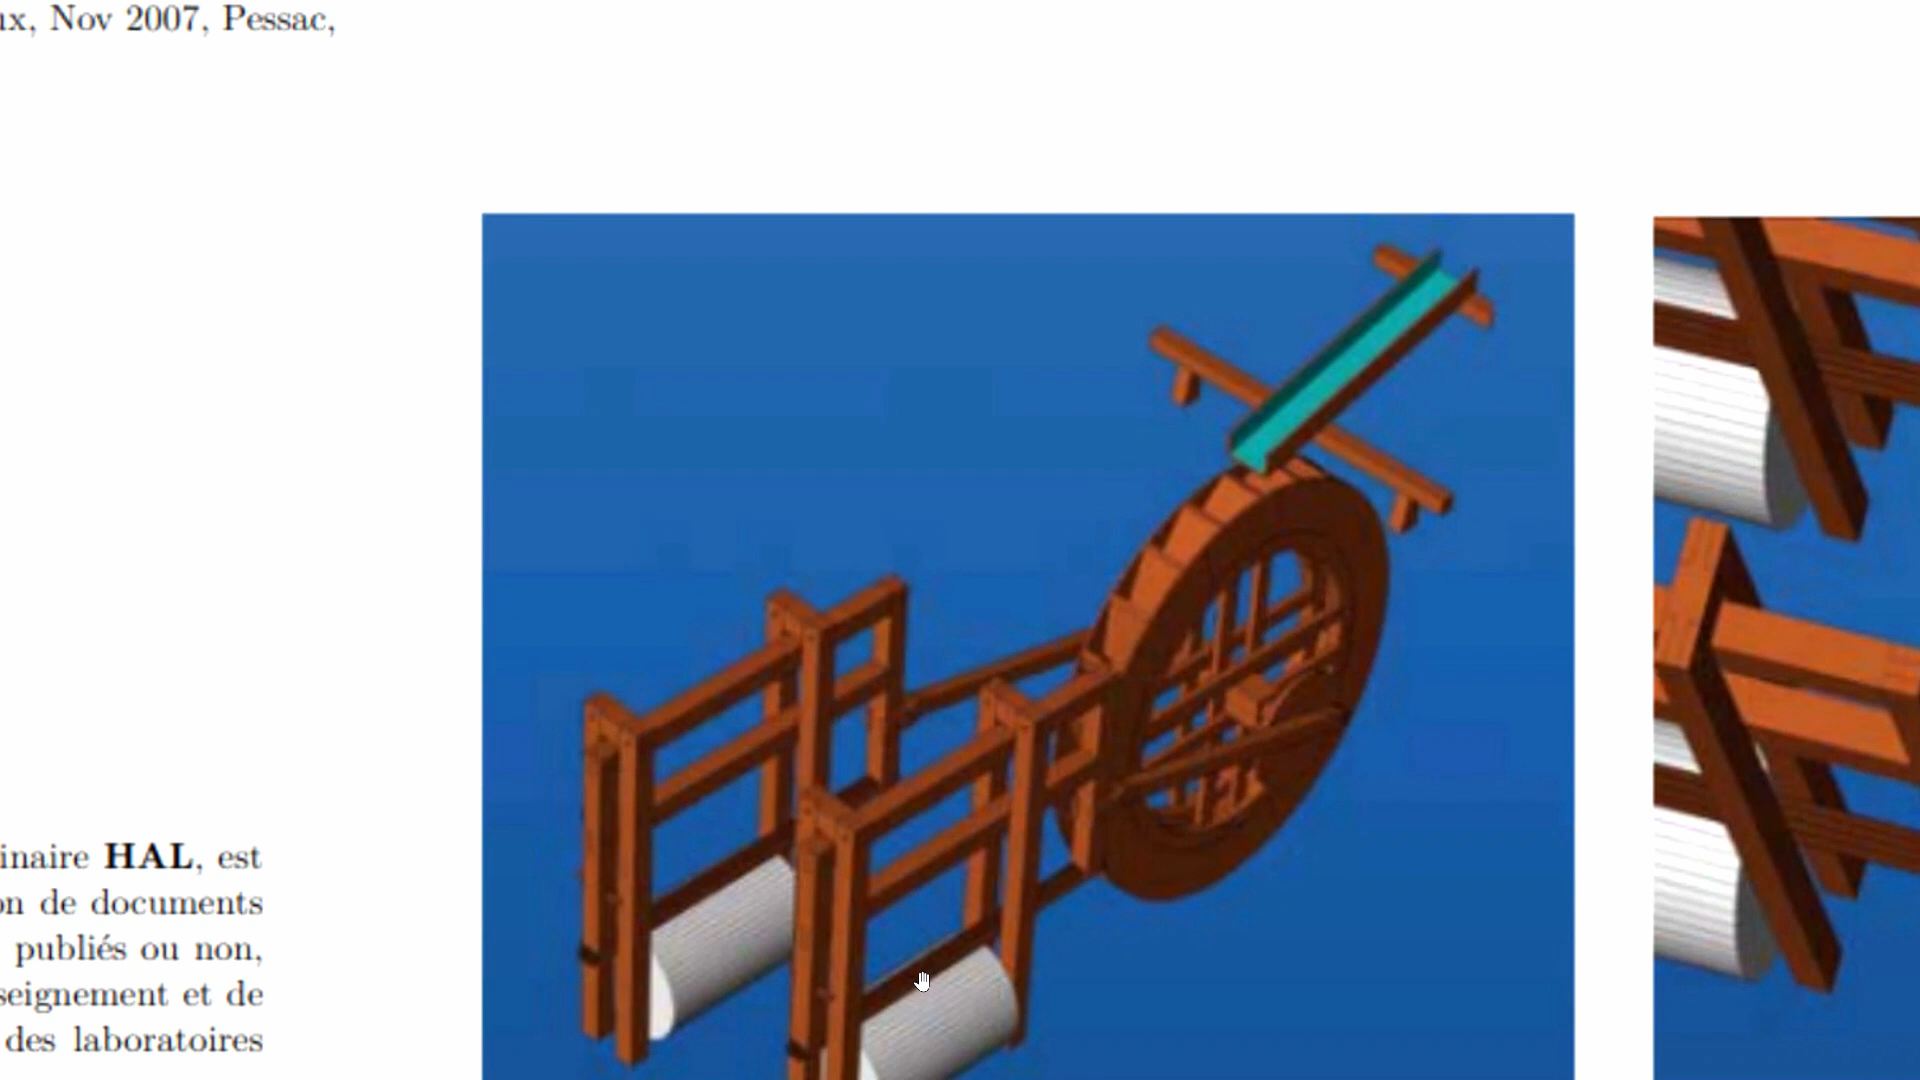 ux, Nov 2007, Pessac,
inaire HAL, est
on de documents
publiés ou non,
seignement et de
des laboratoires